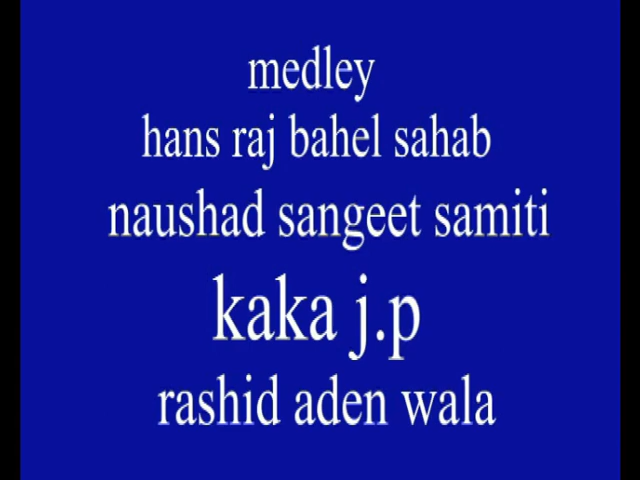 medley
hans raj bahel sahab
naushad sangeet samiti
kaka j.p
rashid aden wala